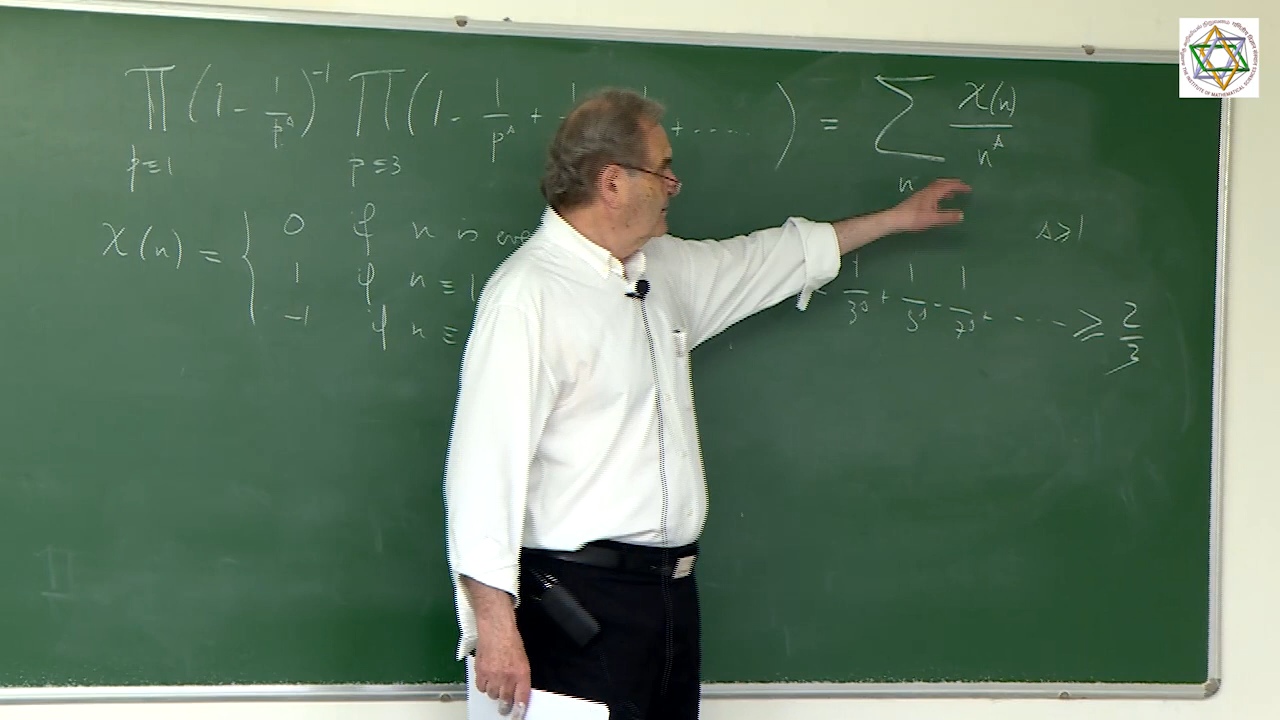 ∏ (1 - 1/p^s)^{-1} ∏ (1 - 1/p^s + + ..... ) = Σ χ(n)/n^s
p≡1 p≡3 n
χ(n) = { 0 if n is eve
s≥1
1 if n≡1
- 1/3^s + 1/5^s - 1/7^s + ..... ≥ 2/3
-1 if n≡